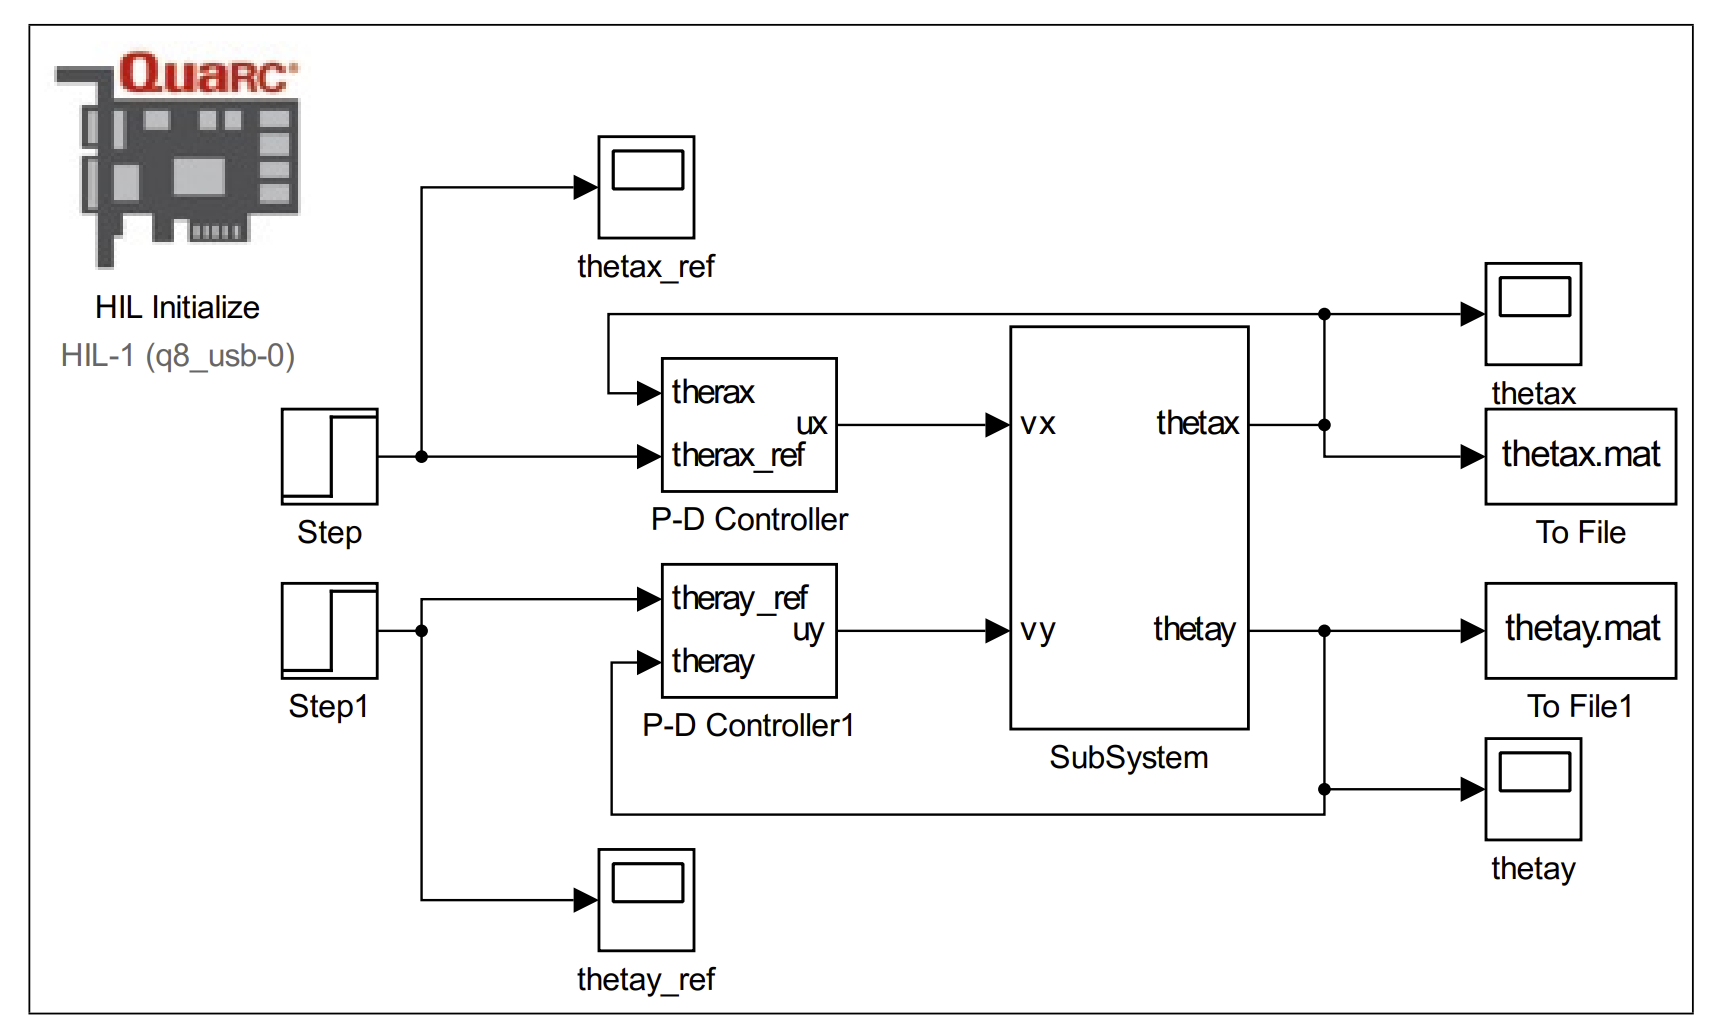 QUARC
HIL Initialize
HIL-1 (q8_usb-0)
thetax_ref
thetax
therax
therax_ref
ux
P-D Controller
vx
thetax
vy
thetay
SubSystem
thetax.mat
To File
Step
Step1
theray_ref
theray
uy
P-D Controller1
thetay.mat
To File1
thetay
thetay_ref